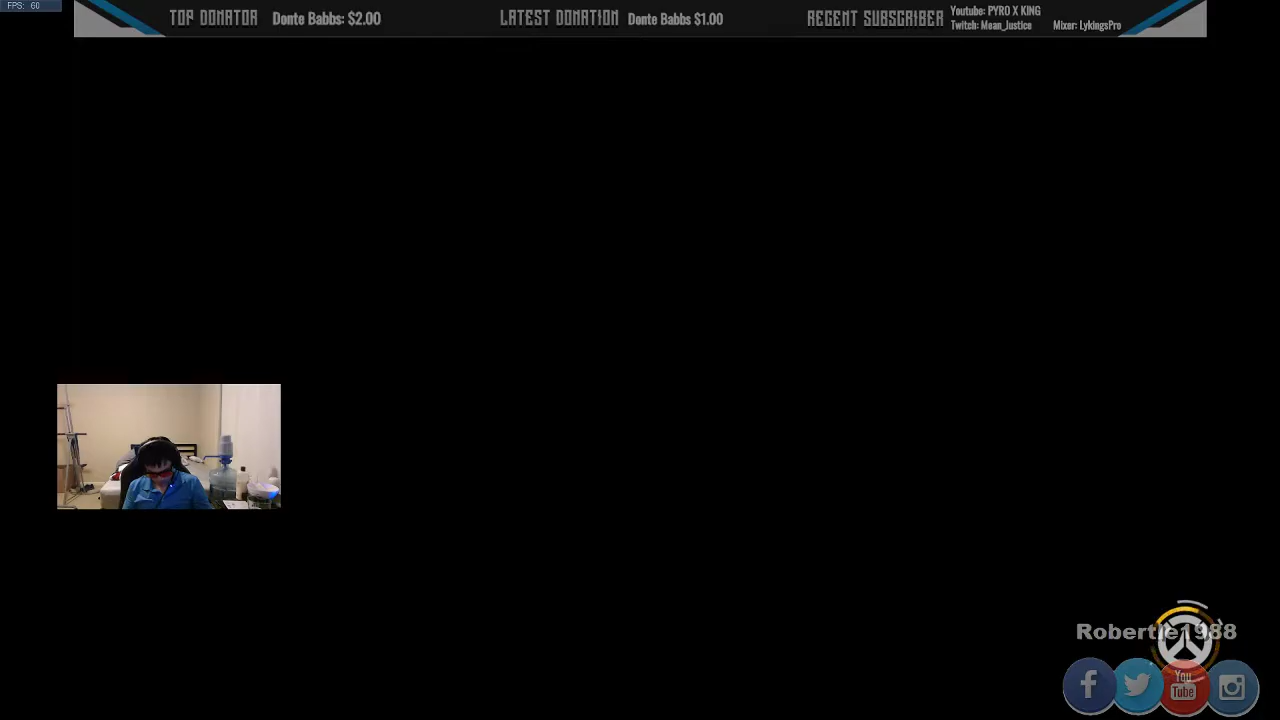 FPS: 60
TOP DONATOR Donte Babbs: $2.00 LATEST DONATION Donte Babbs $1.00 RECENT SUBSCRIBER
Youtube: PYRO X KING
Twitch: Mean_Justice Mixer: LykingsPro
Robertle1988
You
Tube